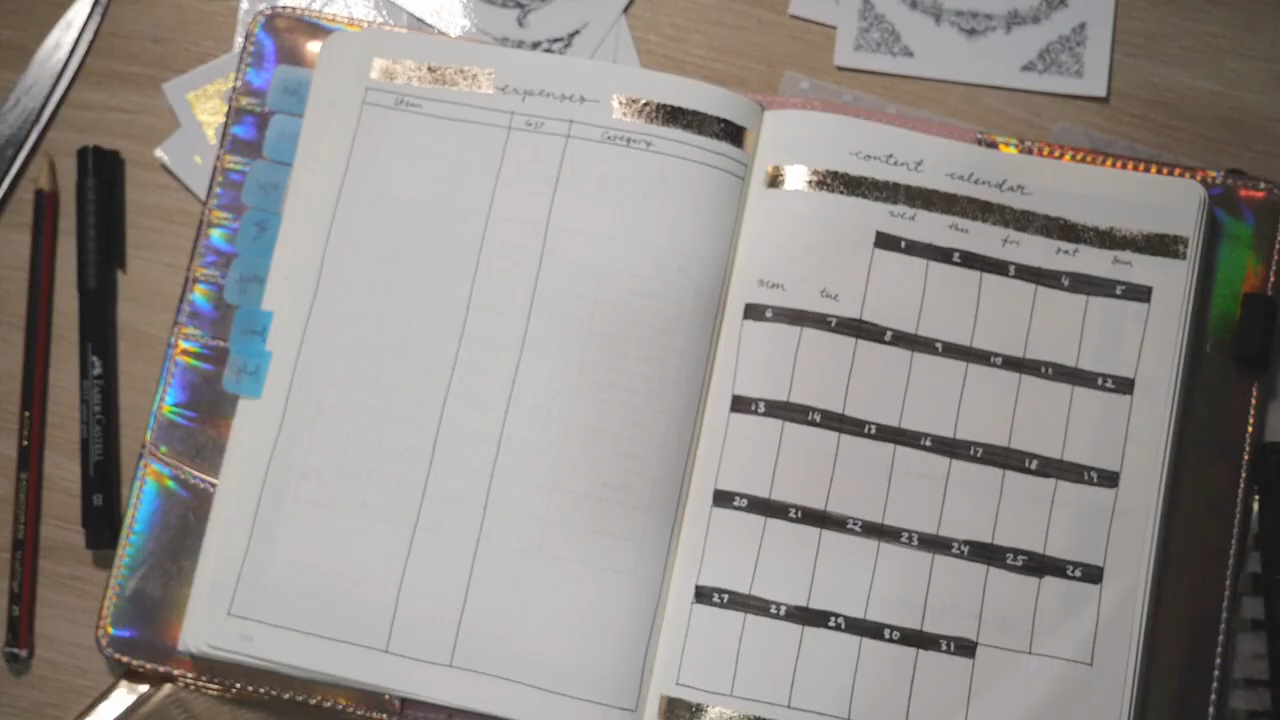 expenses
Item
Cost
Category
content calendar
wed thu fri sat sun
1 2 3 4 5
mon tue
6 7 8 9 10 11 12
13 14 15 16 17 18 19
20 21 22 23 24 25 26
27 28 29 30 31
FABER CASTELL